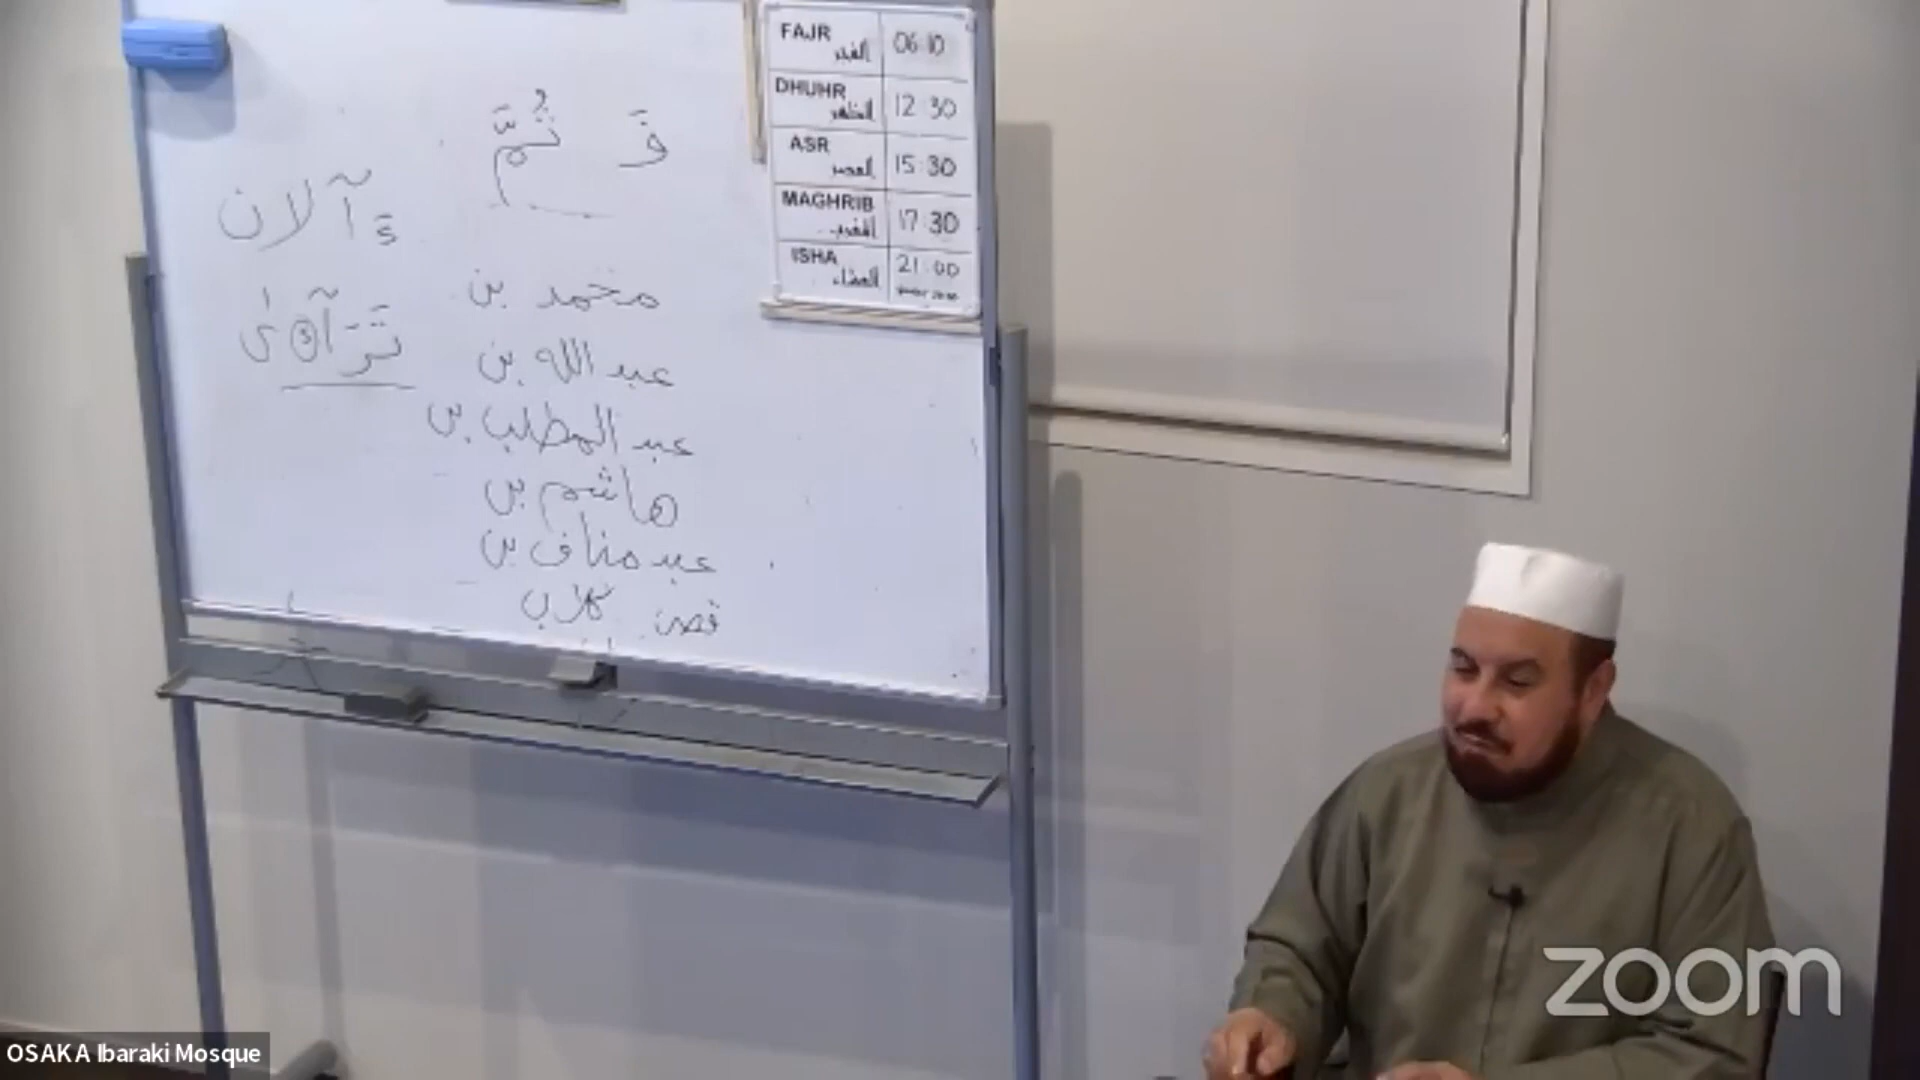 FAJR الفجر 06:10
DHUHR الظهر 12:30
ASR العصر 15:30
MAGHRIB المغرب 17:30
ISHA العشاء 21:00
فَ ثُمَّ
ءَ آلان
محمد بن
عبد الله بن
عبد المطلب بن
هاشم بن
عبد مناف بن
قصي كلاب
zoom
OSAKA Ibaraki Mosque